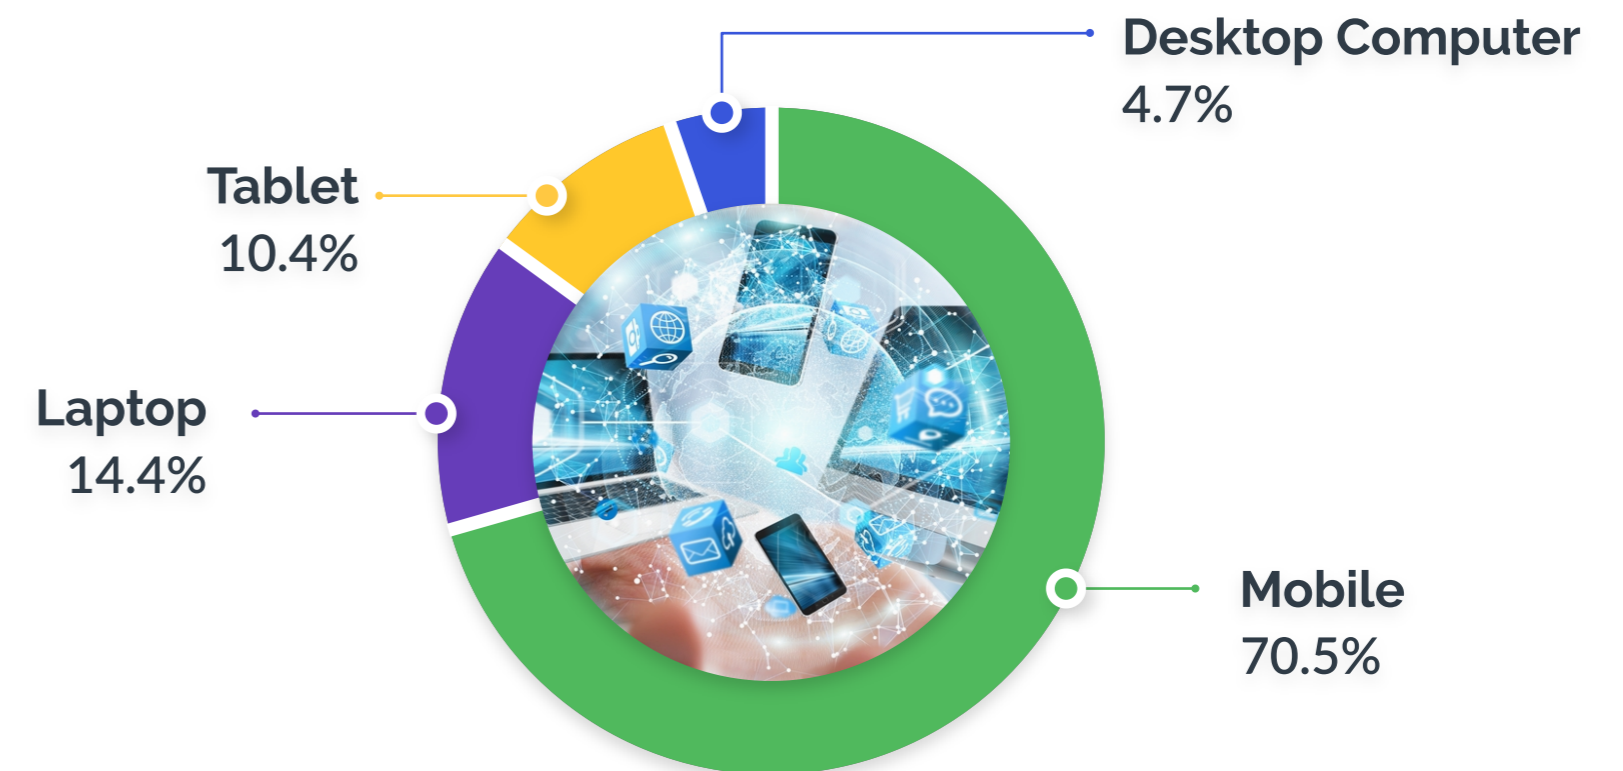 Desktop Computer
4.7%
Tablet
10.4%
Laptop
14.4%
Mobile
70.5%